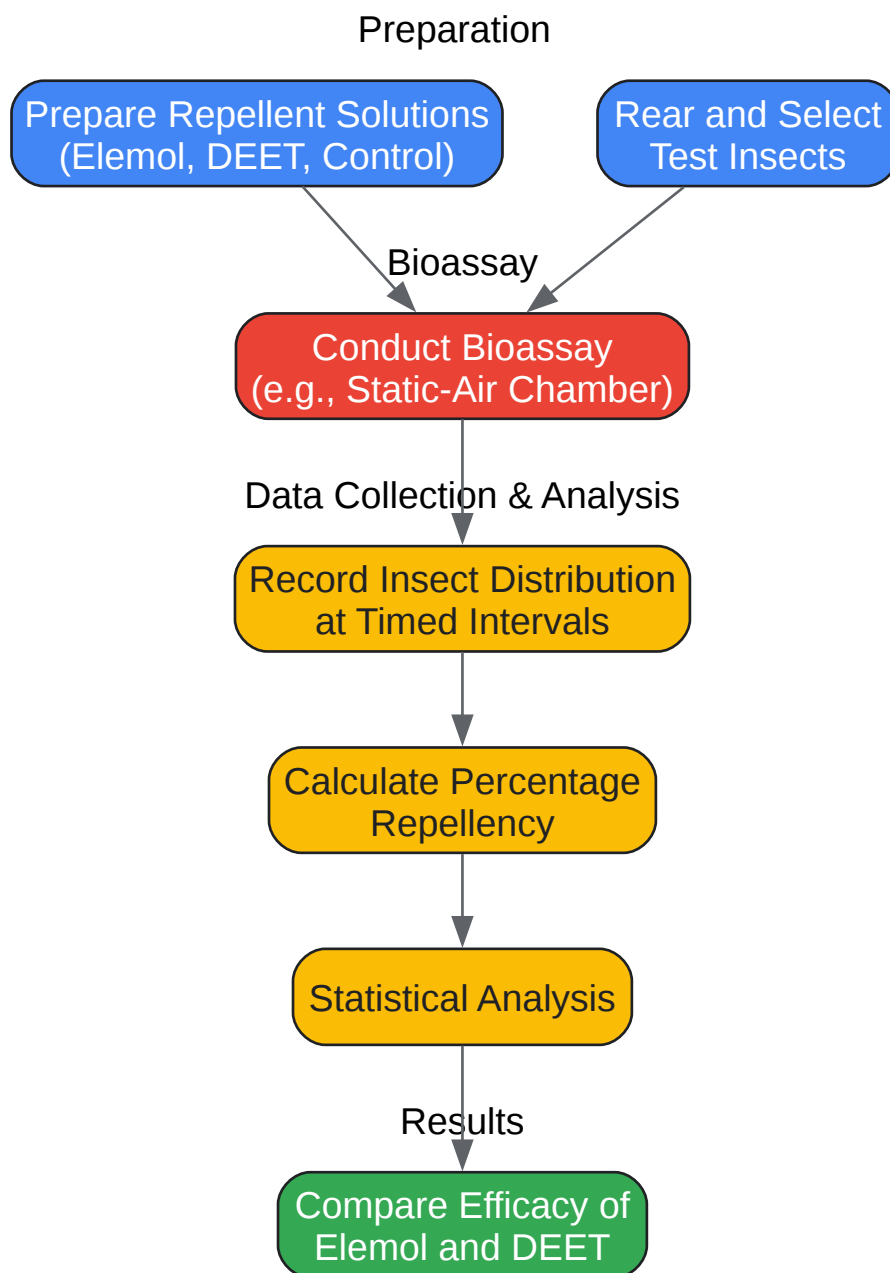 Preparation
Prepare Repellent Solutions
(Elemol, DEET, Control)
Rear and Select
Test Insects
Bioassay
Conduct Bioassay
(e.g., Static-Air Chamber)
Data Collection & Analysis
Record Insect Distribution
at Timed Intervals
Calculate Percentage
Repellency
Statistical Analysis
Results
Compare Efficacy of
Elemol and DEET